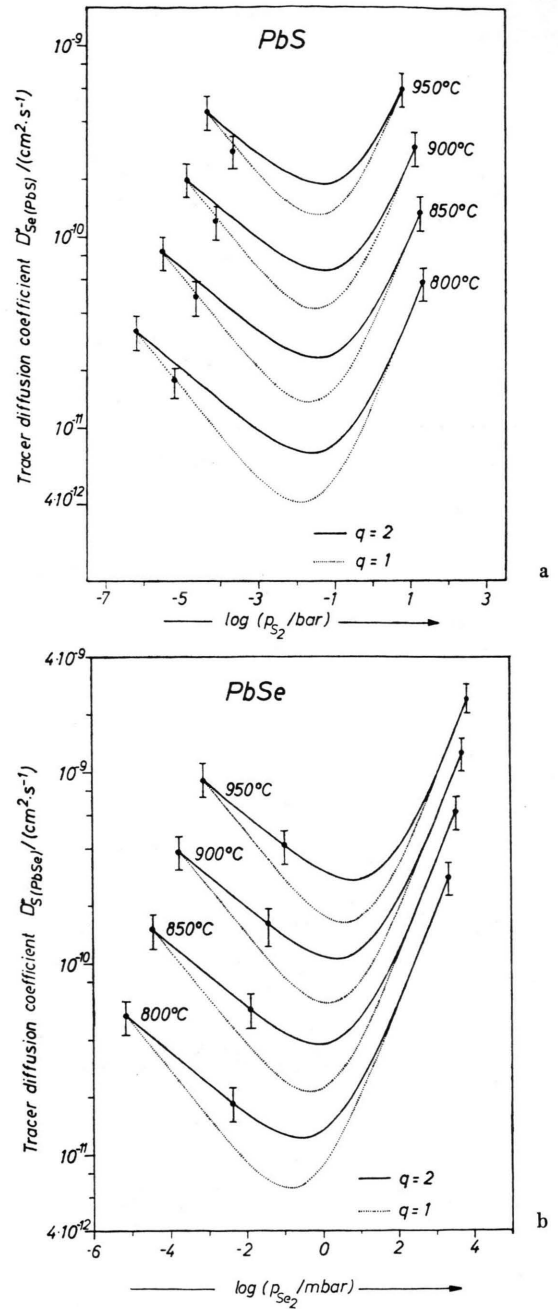 PbS
Tracer diffusion coefficient D*Se(PbS)/(cm²·s⁻¹)
10⁻⁹
10⁻¹⁰
10⁻¹¹
4·10⁻¹²
950°C
900°C
850°C
800°C
q = 2
q = 1
-7 -5 -3 -1 1 3
log (pS₂/bar)
a
PbSe
Tracer diffusion coefficient D*S(PbSe)/(cm²·s⁻¹)
4·10⁻⁹
10⁻⁹
10⁻¹⁰
10⁻¹¹
4·10⁻¹²
950°C
900°C
850°C
800°C
q = 2
q = 1
-6 -4 -2 0 2 4
log (pSe₂/mbar)
b